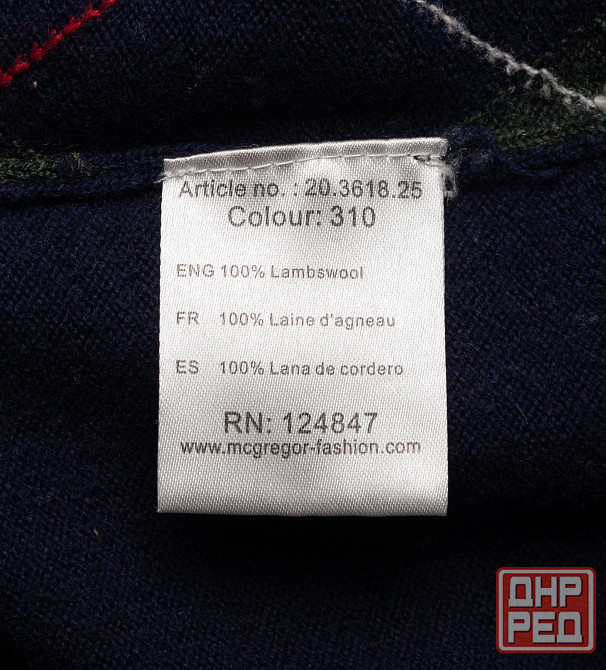 Article no. : 20.3618.25
Colour: 310
ENG 100% Lambswool
FR 100% Laine d'agneau
ES 100% Lana de cordero
RN: 124847
www.mcgregor-fashion.com
ДНР
РЕД